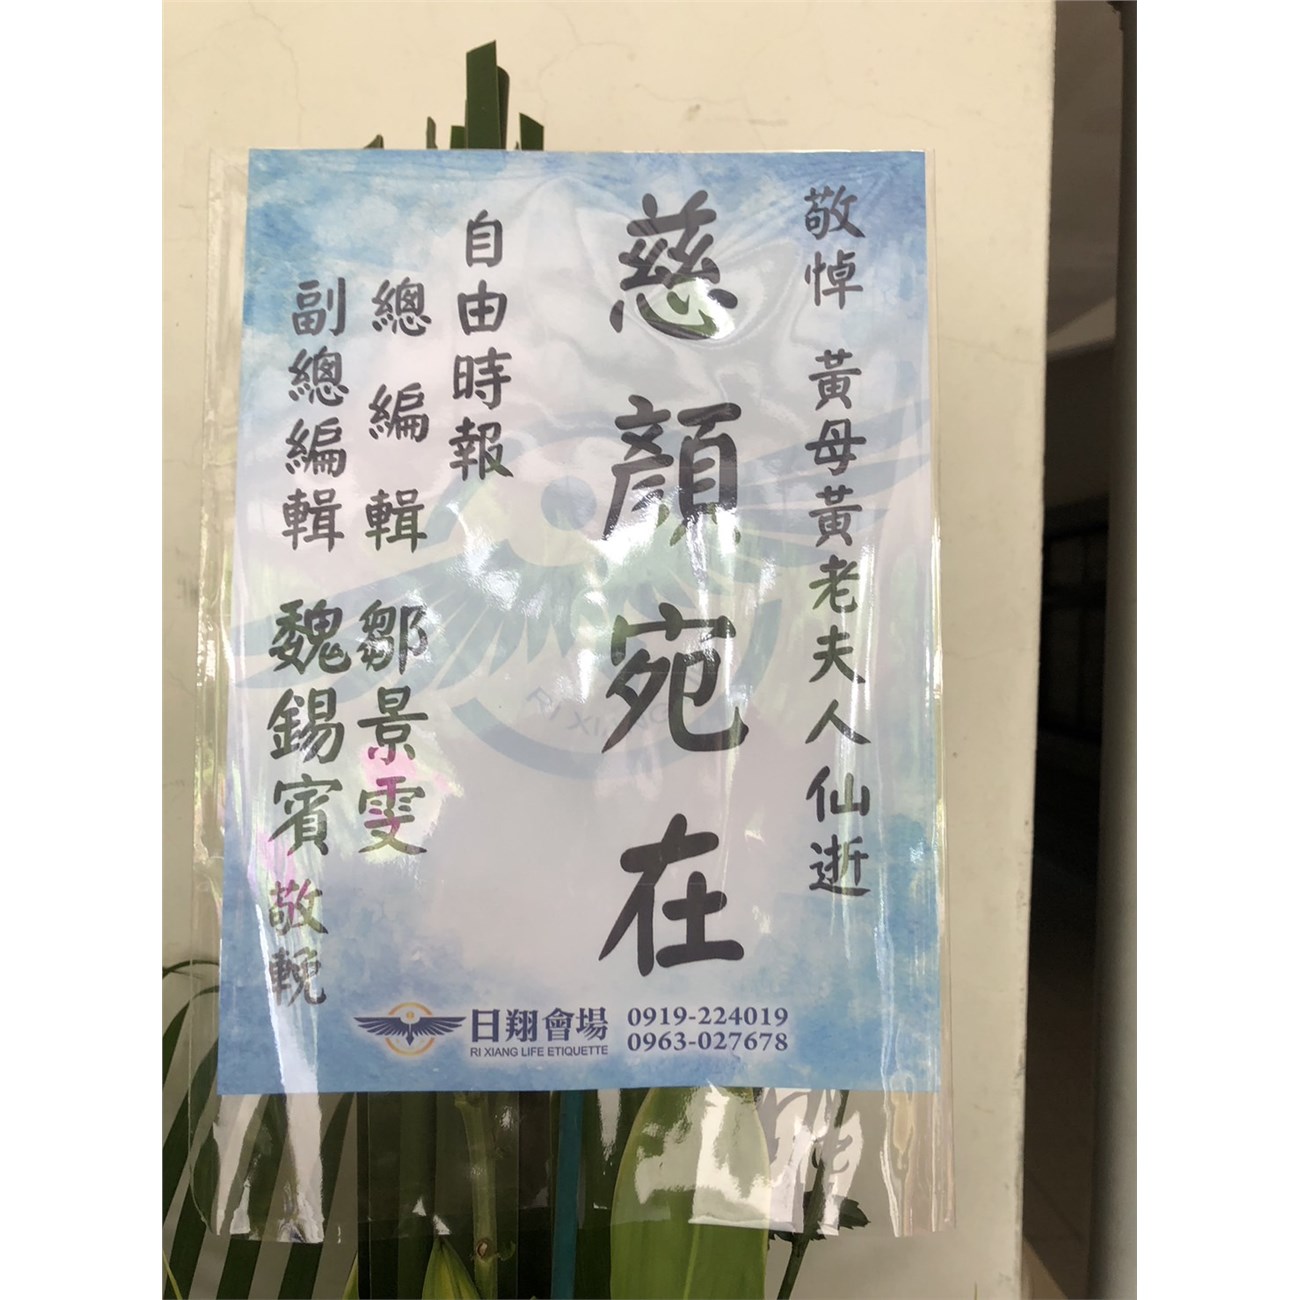 敬悼 黃母黃老夫人仙逝
慈顏宛在
自由時報
總編輯 鄒景雯
副總編輯 魏錫賓 敬輓
日翔會場
RI XIANG LIFE ETIQUETTE
0919-224019
0963-027678